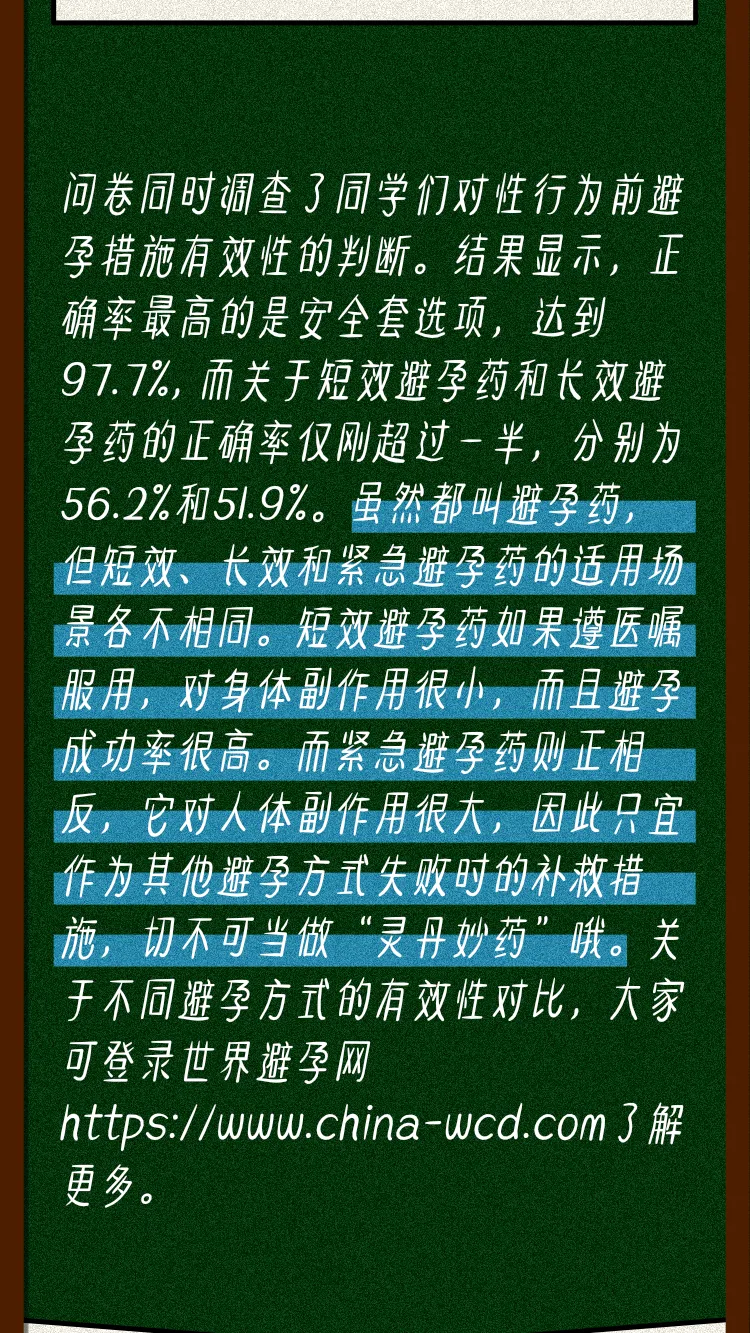 问卷同时调查了同学们对性行为前避
孕措施有效性的判断。结果显示，正
确率最高的是安全套选项，达到
97.7%，而关于短效避孕药和长效避
孕药的正确率仅刚超过一半，分别为
56.2%和51.9%。虽然都叫避孕药，
但短效、长效和紧急避孕药的适用场
景各不相同。短效避孕药如果遵医嘱
服用，对身体副作用很小，而且避孕
成功率很高。而紧急避孕药则正相
反，它对人体副作用很大，因此只宜
作为其他避孕方式失败时的补救措
施，切不可当做“灵丹妙药”哦。关
于不同避孕方式的有效性对比，大家
可登录世界避孕网
https://www.china-wcd.com了解
更多。